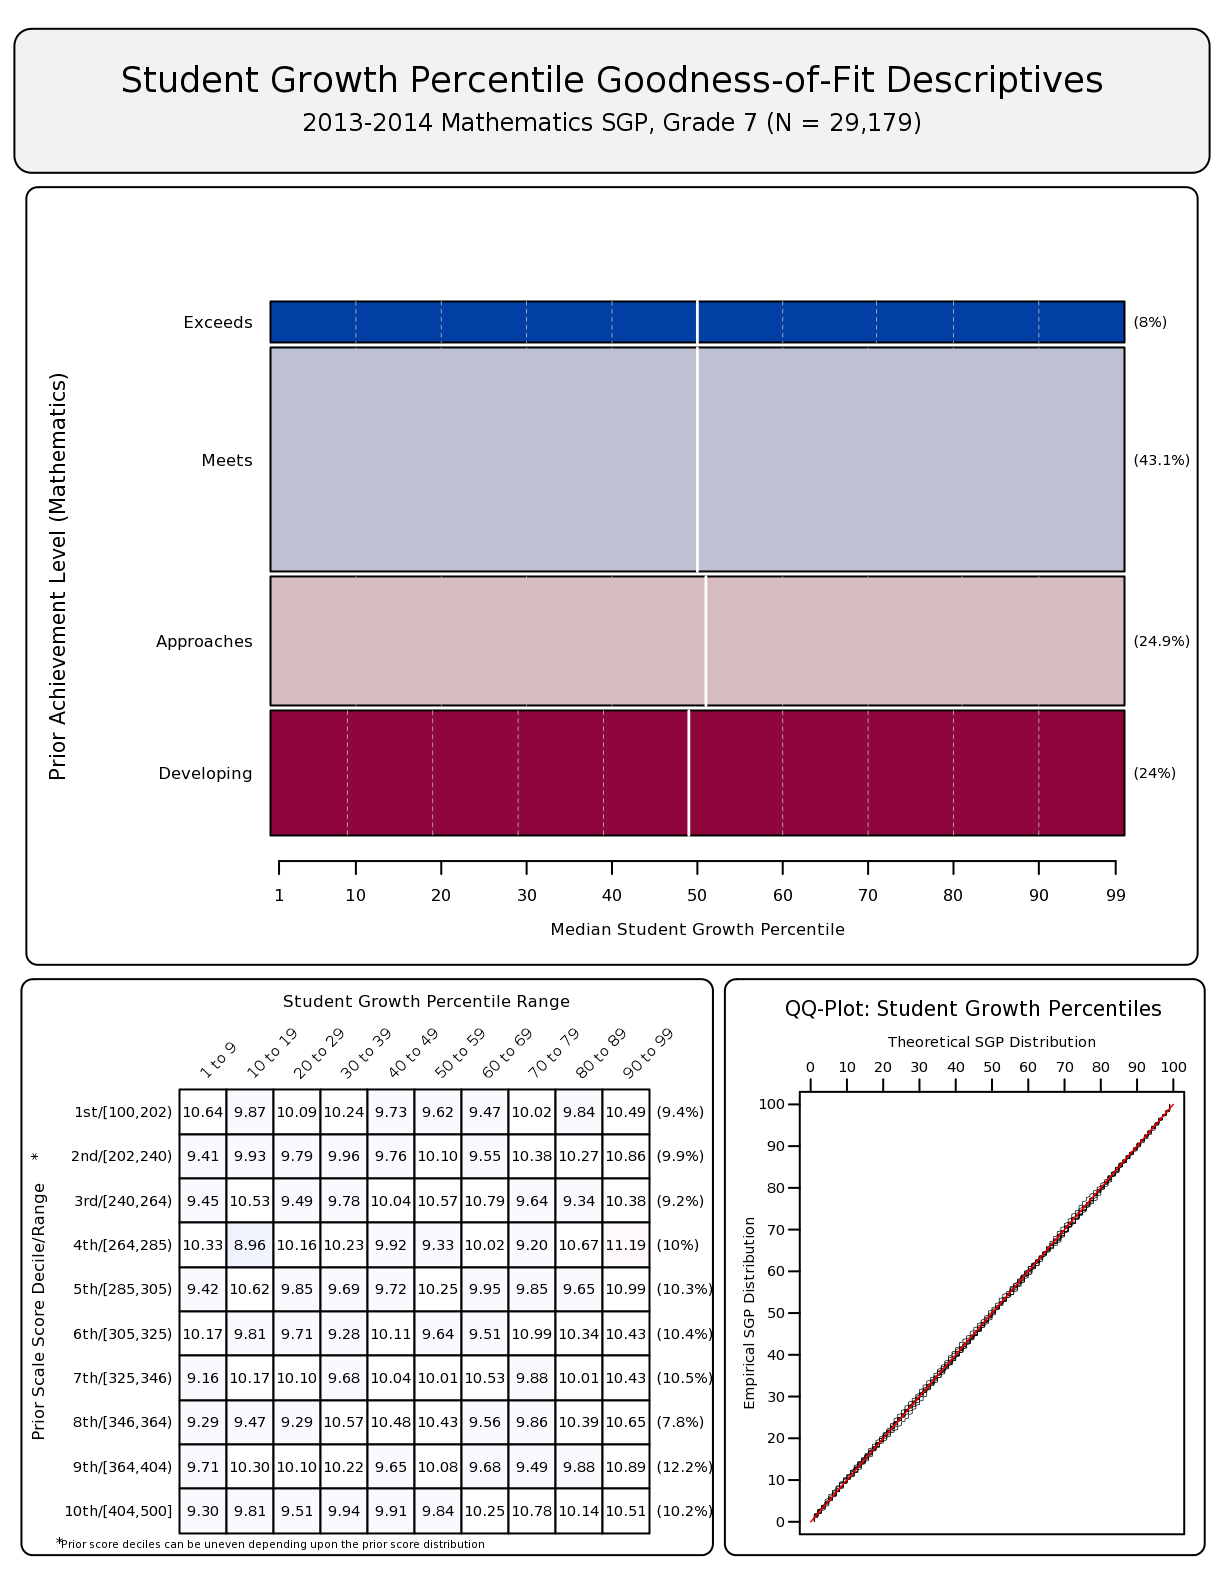 Student Growth Percentile Goodness-of-Fit Descriptives
2013-2014 Mathematics SGP, Grade 7 (N = 29,179)
Prior Achievement Level (Mathematics)
Exceeds (8%)
Meets (43.1%)
Approaches (24.9%)
Developing (24%)
1 10 20 30 40 50 60 70 80 90 99
Median Student Growth Percentile
Student Growth Percentile Range
1 to 9 10 to 19 20 to 29 30 to 39 40 to 49 50 to 59 60 to 69 70 to 79 80 to 89 90 to 99
Prior Scale Score Decile/Range *
1st/[100,202) 10.64 9.87 10.09 10.24 9.73 9.62 9.47 10.02 9.84 10.49 (9.4%)
2nd/[202,240) 9.41 9.93 9.79 9.96 9.76 10.10 9.55 10.38 10.27 10.86 (9.9%)
3rd/[240,264) 9.45 10.53 9.49 9.78 10.04 10.57 10.79 9.64 9.34 10.38 (9.2%)
4th/[264,285) 10.33 8.96 10.16 10.23 9.92 9.33 10.02 9.20 10.67 11.19 (10%)
5th/[285,305) 9.42 10.62 9.85 9.69 9.72 10.25 9.95 9.85 9.65 10.99 (10.3%)
6th/[305,325) 10.17 9.81 9.71 9.28 10.11 9.64 9.51 10.99 10.34 10.43 (10.4%)
7th/[325,346) 9.16 10.17 10.10 9.68 10.04 10.01 10.53 9.88 10.01 10.43 (10.5%)
8th/[346,364) 9.29 9.47 9.29 10.57 10.48 10.43 9.56 9.86 10.39 10.65 (7.8%)
9th/[364,404) 9.71 10.30 10.10 10.22 9.65 10.08 9.68 9.49 9.88 10.89 (12.2%)
10th/[404,500] 9.30 9.81 9.51 9.94 9.91 9.84 10.25 10.78 10.14 10.51 (10.2%)
*Prior score deciles can be uneven depending upon the prior score distribution
QQ-Plot: Student Growth Percentiles
Theoretical SGP Distribution
0 10 20 30 40 50 60 70 80 90 100
Empirical SGP Distribution
100
90
80
70
60
50
40
30
20
10
0